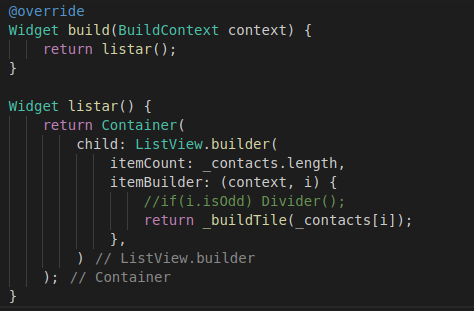 @override
Widget build(BuildContext context) {
    return listar();
}

Widget listar() {
    return Container(
        child: ListView.builder(
            itemCount: _contacts.length,
            itemBuilder: (context, i) {
                //if(i.isOdd) Divider();
                return _buildTile(_contacts[i]);
            },
        ) // ListView.builder
    ); // Container
}